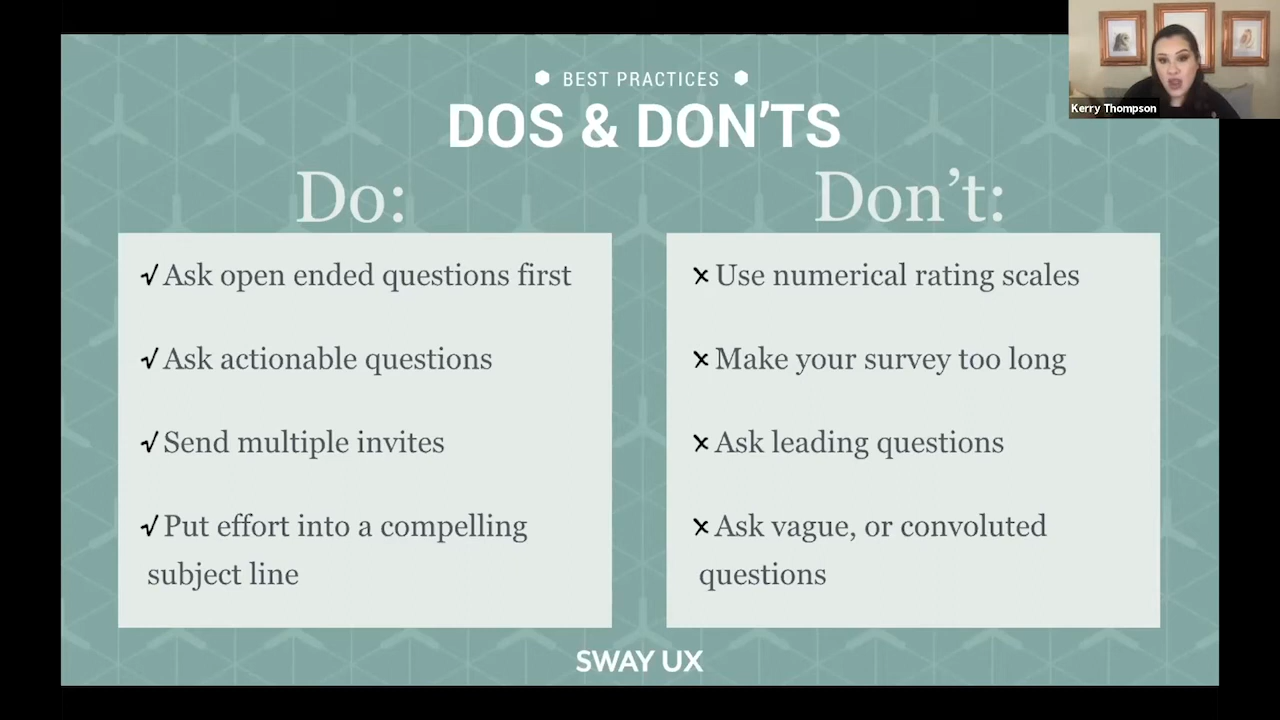 BEST PRACTICES
DOS & DON'TS
Do:
√ Ask open ended questions first
√ Ask actionable questions
√ Send multiple invites
√ Put effort into a compelling
subject line
Don't:
✕ Use numerical rating scales
✕ Make your survey too long
✕ Ask leading questions
✕ Ask vague, or convoluted
questions
SWAY UX
Kerry Thompson